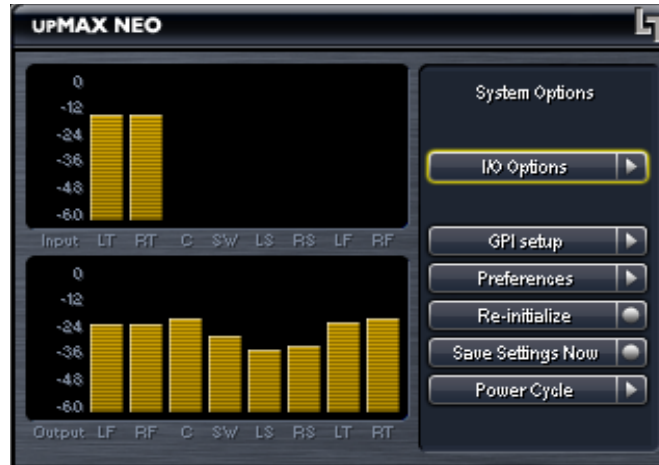 UPMAX NEO
0
-12
-24
-36
-48
-60
Input LT RT C SW LS RS LF RF
0
-12
-24
-36
-48
-60
Output LF RF C SW LS RS LT RT
System Options
I/O Options
GPI setup
Preferences
Re-initialize
Save Settings Now
Power Cycle